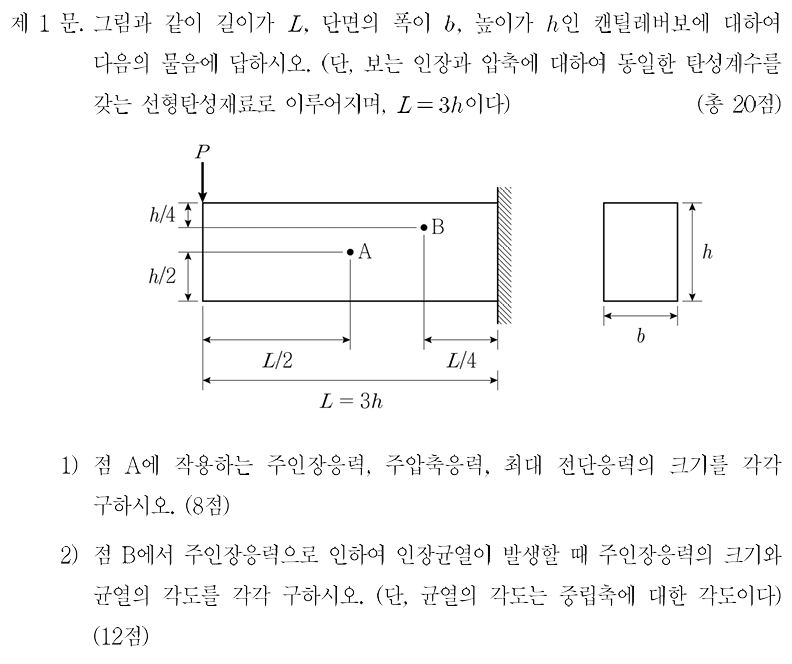 제 1 문. 그림과 같이 길이가 L, 단면의 폭이 b, 높이가 h인 캔틸레버보에 대하여
다음의 물음에 답하시오. (단, 보는 인장과 압축에 대하여 동일한 탄성계수를
갖는 선형탄성재료로 이루어지며, L=3h이다) (총 20점)
P
h/4
B
A
h/2
h
L/2
L/4
b
L = 3h
1) 점 A에 작용하는 주인장응력, 주압축응력, 최대 전단응력의 크기를 각각
구하시오. (8점)
2) 점 B에서 주인장응력으로 인하여 인장균열이 발생할 때 주인장응력의 크기와
균열의 각도를 각각 구하시오. (단, 균열의 각도는 중립축에 대한 각도이다)
(12점)